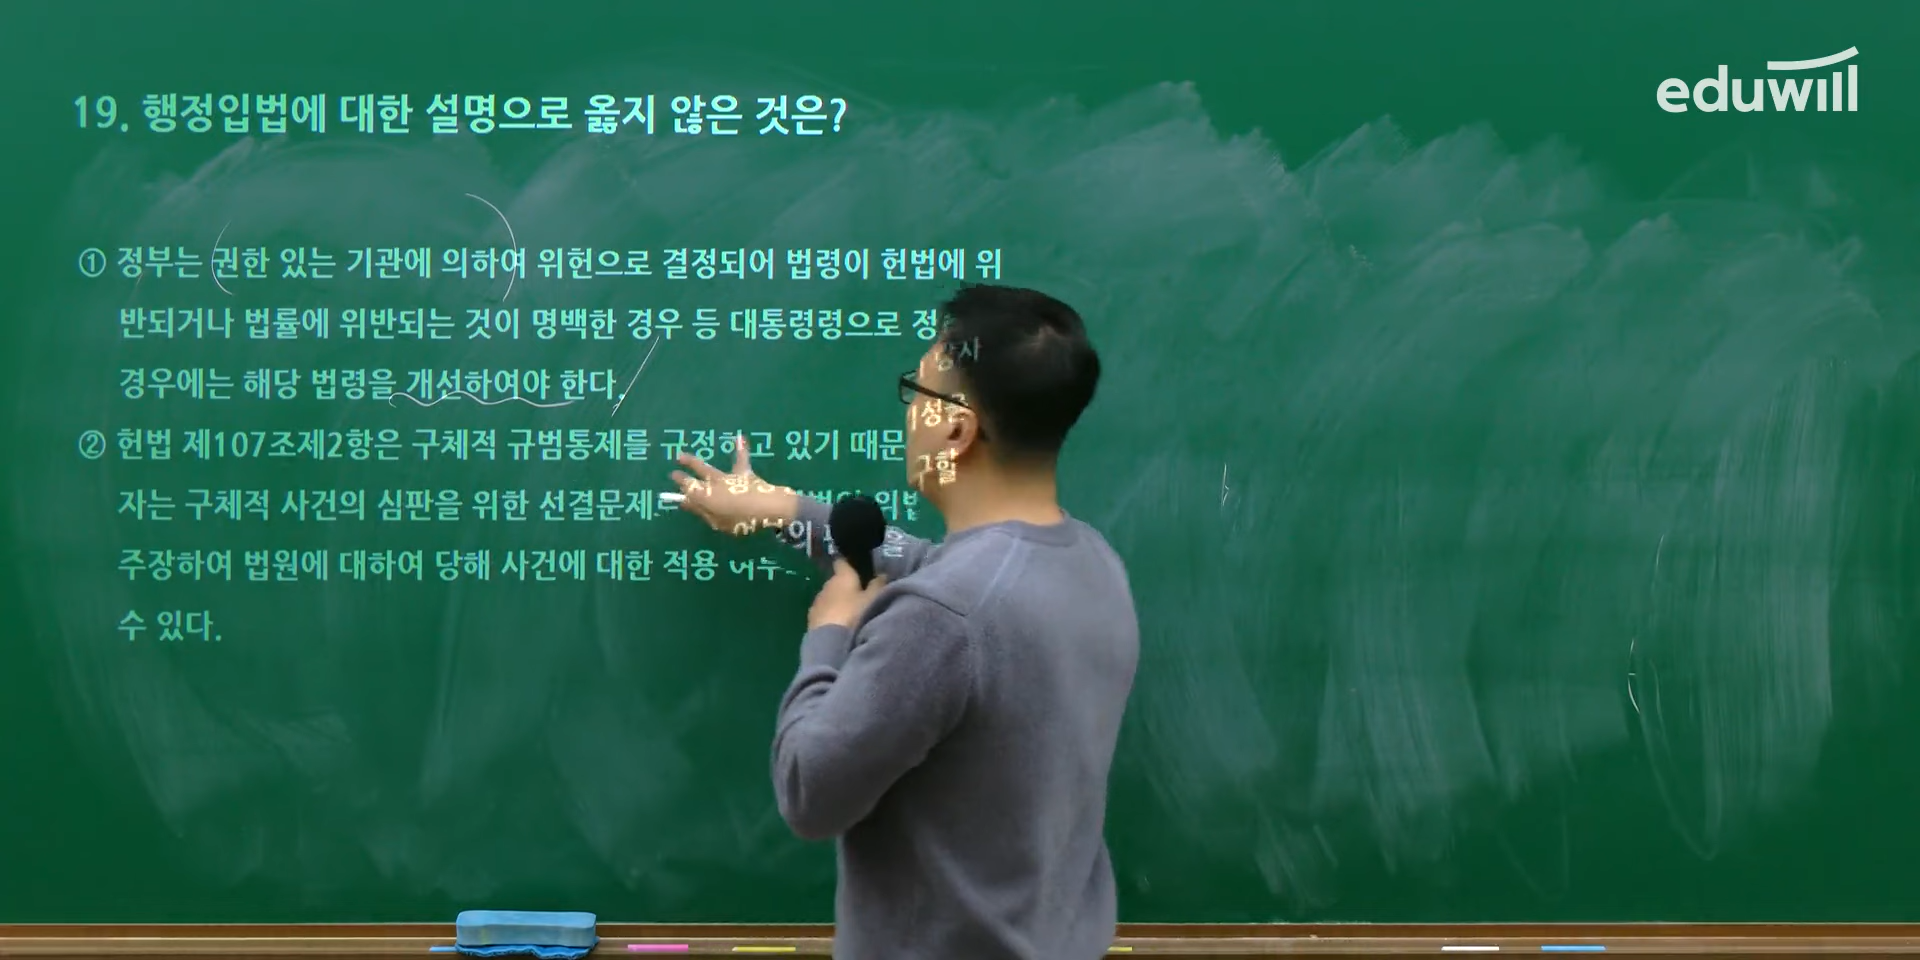 eduwill
19. 행정입법에 대한 설명으로 옳지 않은 것은?
① 정부는 권한 있는 기관에 의하여 위헌으로 결정되어 법령이 헌법에 위
반되거나 법률에 위반되는 것이 명백한 경우 등 대통령령으로
경우에는 해당 법령을 개선하여야 한다.
② 헌법 제107조제2항은 구체적 규범통제를 규정하고 있기 때문
자는 구체적 사건의 심판을 위한 선결문제로
주장하여 법원에 대하여 당해 사건에 대한 적용
수 있다.